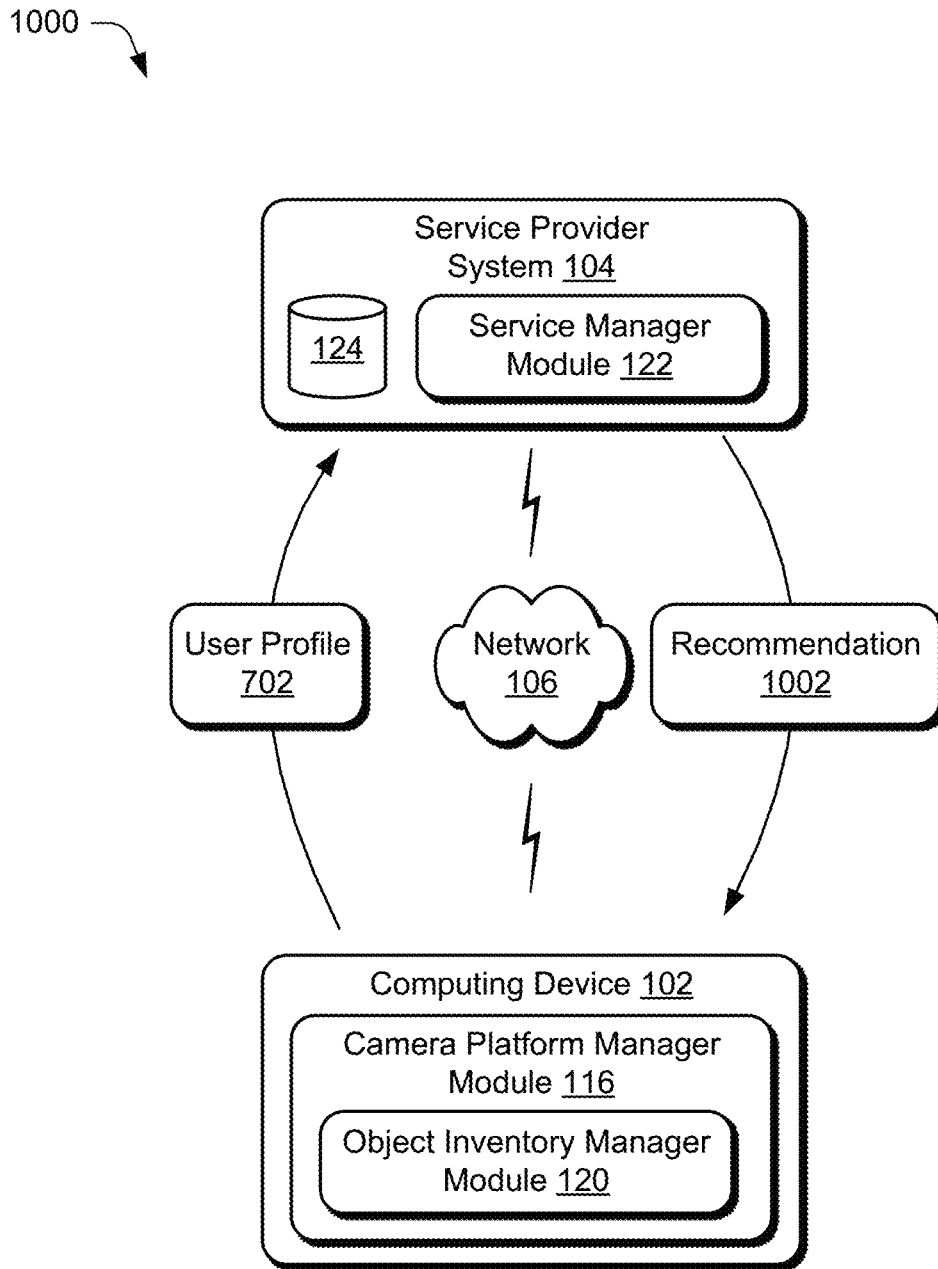 1000
Service Provider
System 104
124
Service Manager
Module 122
User Profile
702
Network
106
Recommendation
1002
Computing Device 102
Camera Platform Manager
Module 116
Object Inventory Manager
Module 120